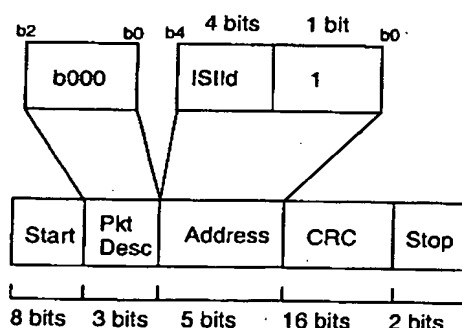 4 bits 1 bit
b2 b0 b4 b0
b000 ISIId 1
Start Pkt Desc Address CRC Stop
8 bits 3 bits 5 bits 16 bits 2 bits